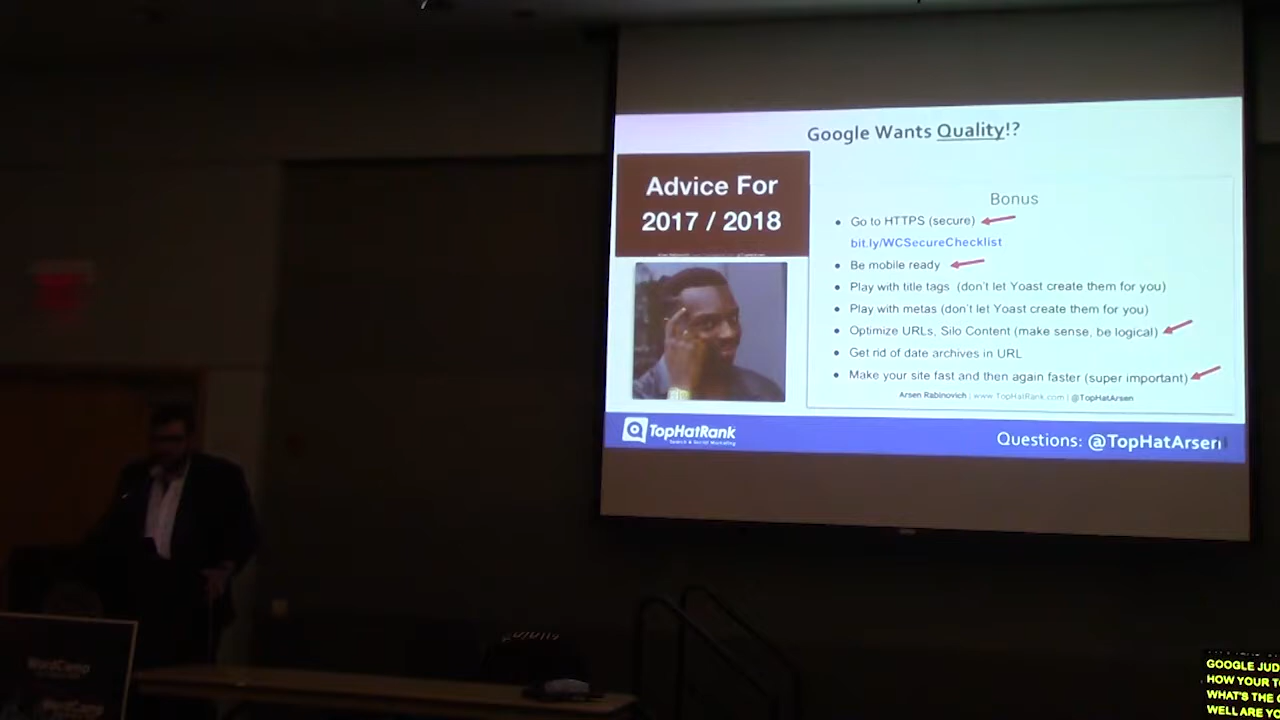 Google Wants Quality!?
Advice For
2017 / 2018
Bonus
Go to HTTPS (secure)
bit.ly/WCSecureChecklist
Be mobile ready
Play with title tags (don't let Yoast create them for you)
Play with metas (don't let Yoast create them for you)
Optimize URLs, Silo Content (make sense, be logical)
Get rid of date archives in URL
Make your site fast and then again faster (super important)
Arsen Rabinovich | www.TopHatRank.com | @TopHatArsen
TopHatRank
Search & Social Marketing
Questions: @TopHatArsen
WordCamp
GOOGLE JUD
HOW YOUR T
WHAT'S THE
WELL ARE YO